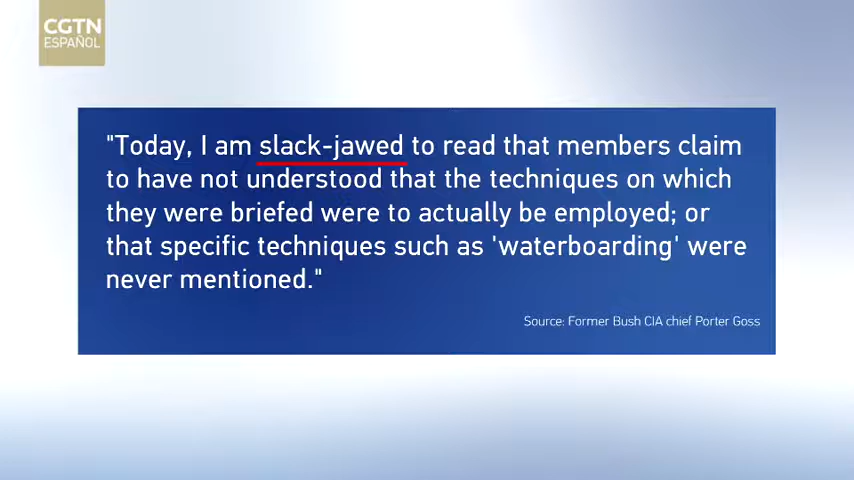 CGTN
ESPAÑOL
"Today, I am slack-jawed to read that members claim
to have not understood that the techniques on which
they were briefed were to actually be employed; or
that specific techniques such as 'waterboarding' were
never mentioned."
Source: Former Bush CIA chief Porter Goss